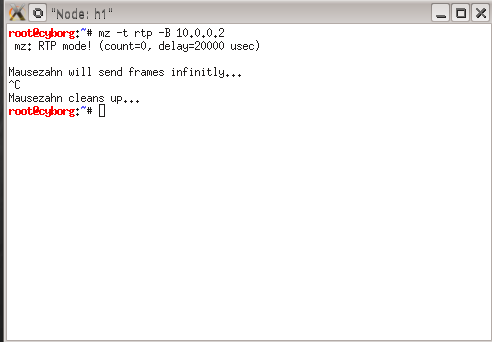 "Node: h1"
root@cyborg:~# mz -t rtp -B 10.0.0.2
mz: RTP mode! (count=0, delay=20000 usec)
Mausezahn will send frames infinitly...
^C
Mausezahn cleans up...
root@cyborg:~#